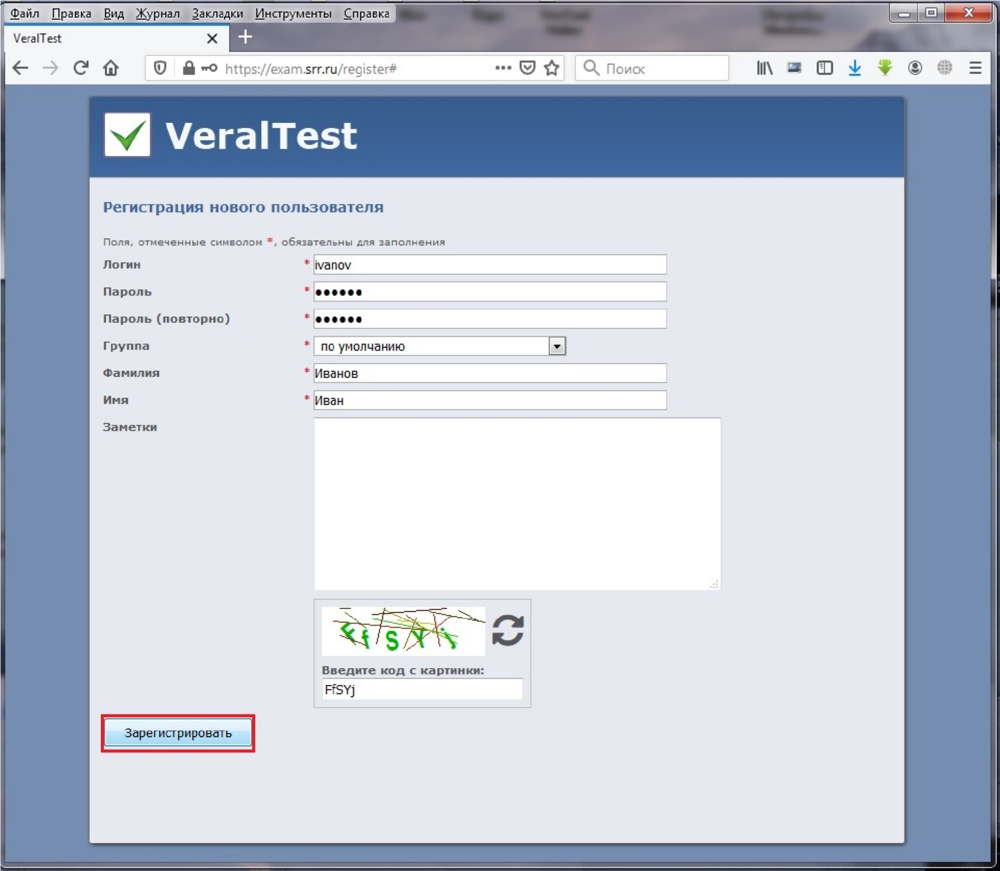 Файл Правка Вид Журнал Закладки Инструменты Справка
VeralTest
https://exam.srr.ru/register#
Поиск
VeralTest
Регистрация нового пользователя
Поля, отмеченные символом *, обязательны для заполнения
Логин * ivanov
Пароль * ●●●●●●
Пароль (повторно) * ●●●●●●
Группа * по умолчанию
Фамилия * Иванов
Имя * Иван
Заметки
FfSYj
Введите код с картинки:
FfSYj
Зарегистрировать